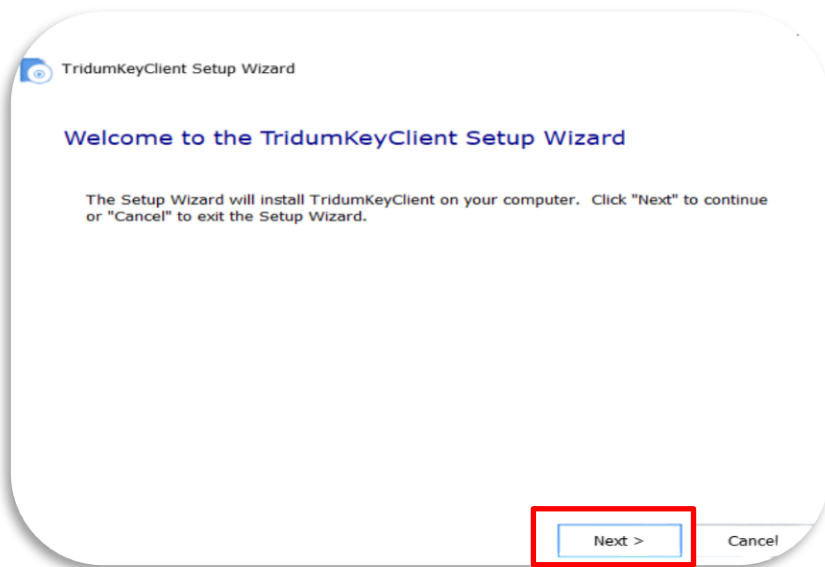 TridumKeyClient Setup Wizard
Welcome to the TridumKeyClient Setup Wizard
The Setup Wizard will install TridumKeyClient on your computer. Click "Next" to continue
or "Cancel" to exit the Setup Wizard.
Next > Cancel